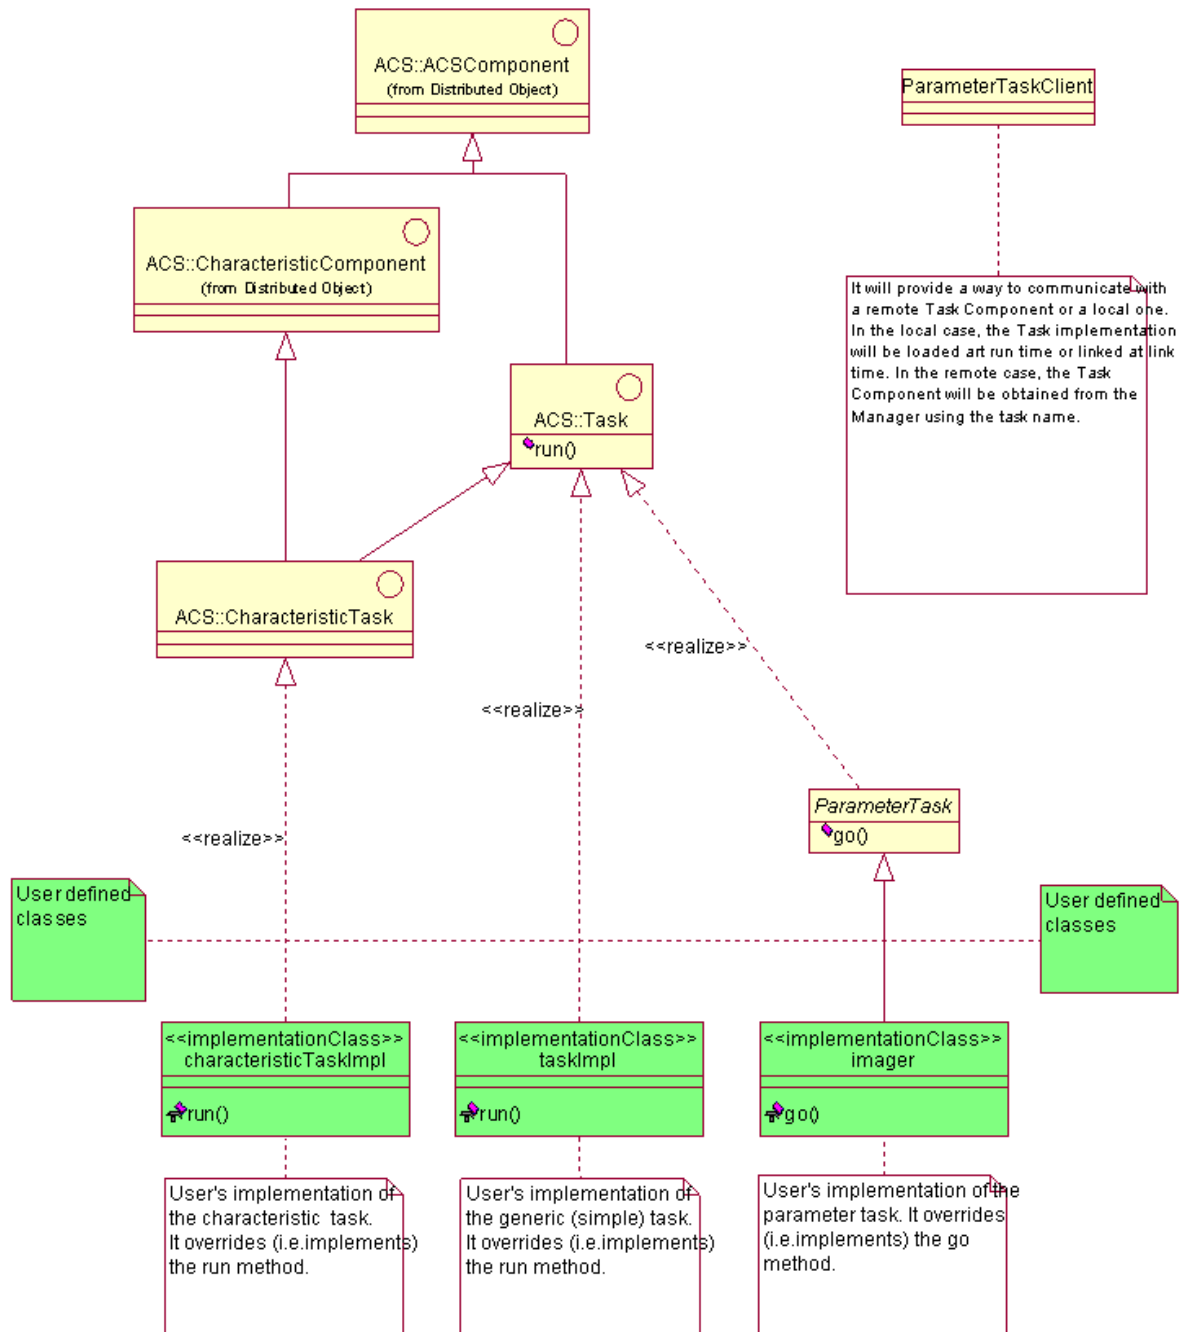 ACS::ACSComponent
(from Distributed Object)
ParameterTaskClient
ACS::CharacteristicComponent
(from Distributed Object)
It will provide a way to communicate with
a remote Task Component or a local one.
In the local case, the Task implementation
will be loaded art run time or linked at link
time. In the remote case, the Task
Component will be obtained from the
Manager using the task name.
ACS::Task
run()
ACS::CharacteristicTask
<<realize>>
<<realize>>
ParameterTask
go()
<<realize>>
User defined
classes
User defined
classes
<<implementationClass>>
characteristicTaskImpl
run()
<<implementationClass>>
taskImpl
run()
<<implementationClass>>
imager
go()
User's implementation of
the characteristic task.
It overrides (i.e.implements)
the run method.
User's implementation of
the generic (simple) task.
It overrides (i.e.implements)
the run method.
User's implementation of the
parameter task. It overrides
(i.e.implements) the go
method.